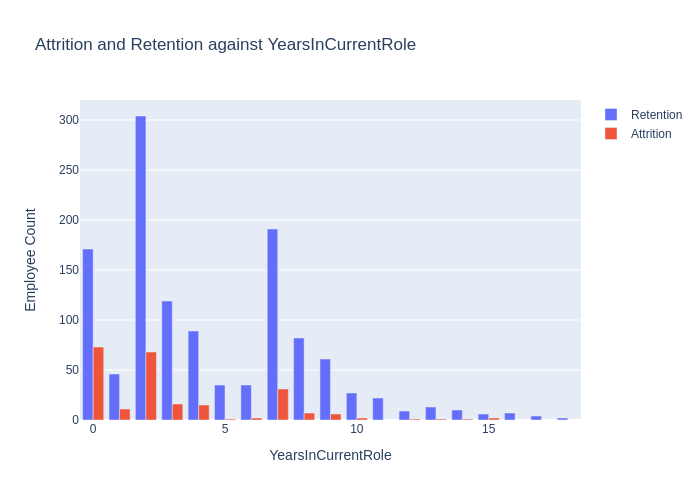 Attrition and Retention against YearsInCurrentRole
Retention
Attrition
300
250
200
150
100
50
0
Employee Count
0 5 10 15
YearsInCurrentRole